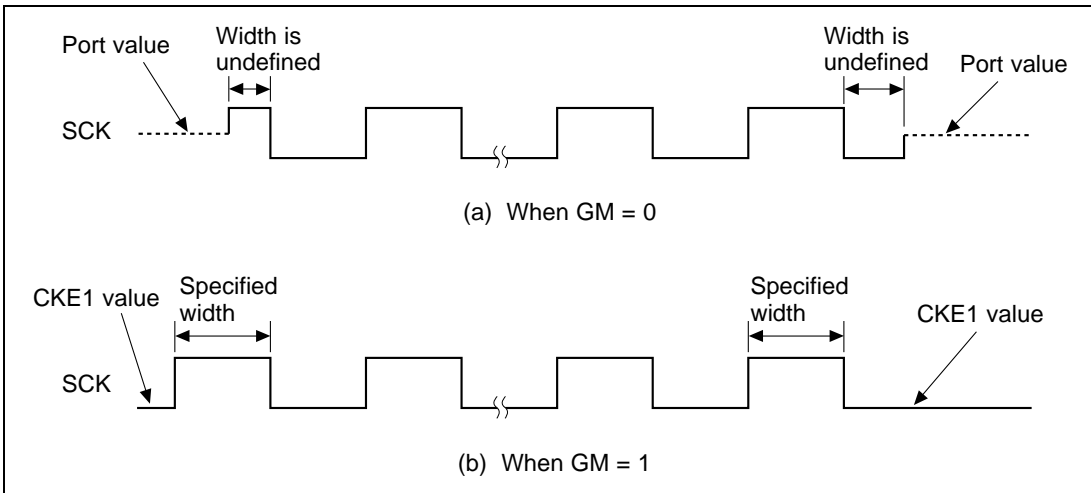 Port value
Width is
undefined
Width is
undefined
Port value
SCK
(a) When GM = 0
CKE1 value
Specified
width
Specified
width
CKE1 value
SCK
(b) When GM = 1